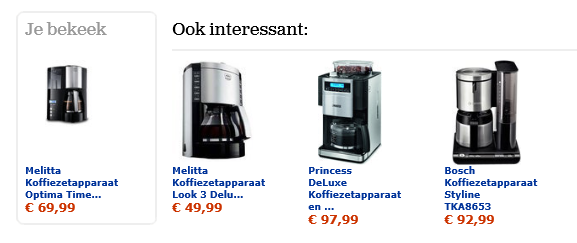 Je bekeek
Ook interessant:
Melitta
Koffiezetapparaat
Optima Time...
€ 69,99
Melitta
Koffiezetapparaat
Look 3 Delu...
€ 49,99
Princess
DeLuxe
Koffiezetapparaat
en ...
€ 97,99
Bosch
Koffiezetapparaat
Styline
TKA8653
€ 92,99